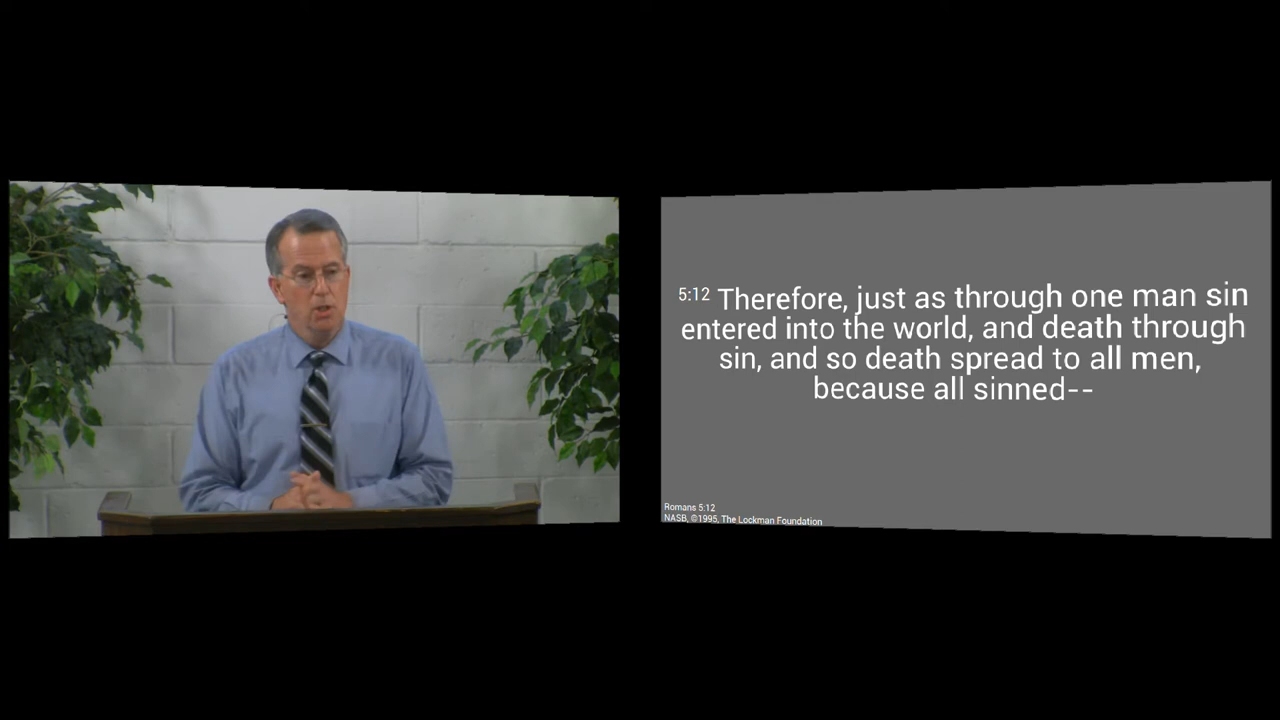 5:12 Therefore, just as through one man sin
entered into the world, and death through
sin, and so death spread to all men,
because all sinned--
Romans 5:12
NASB, ©1995, The Lockman Foundation